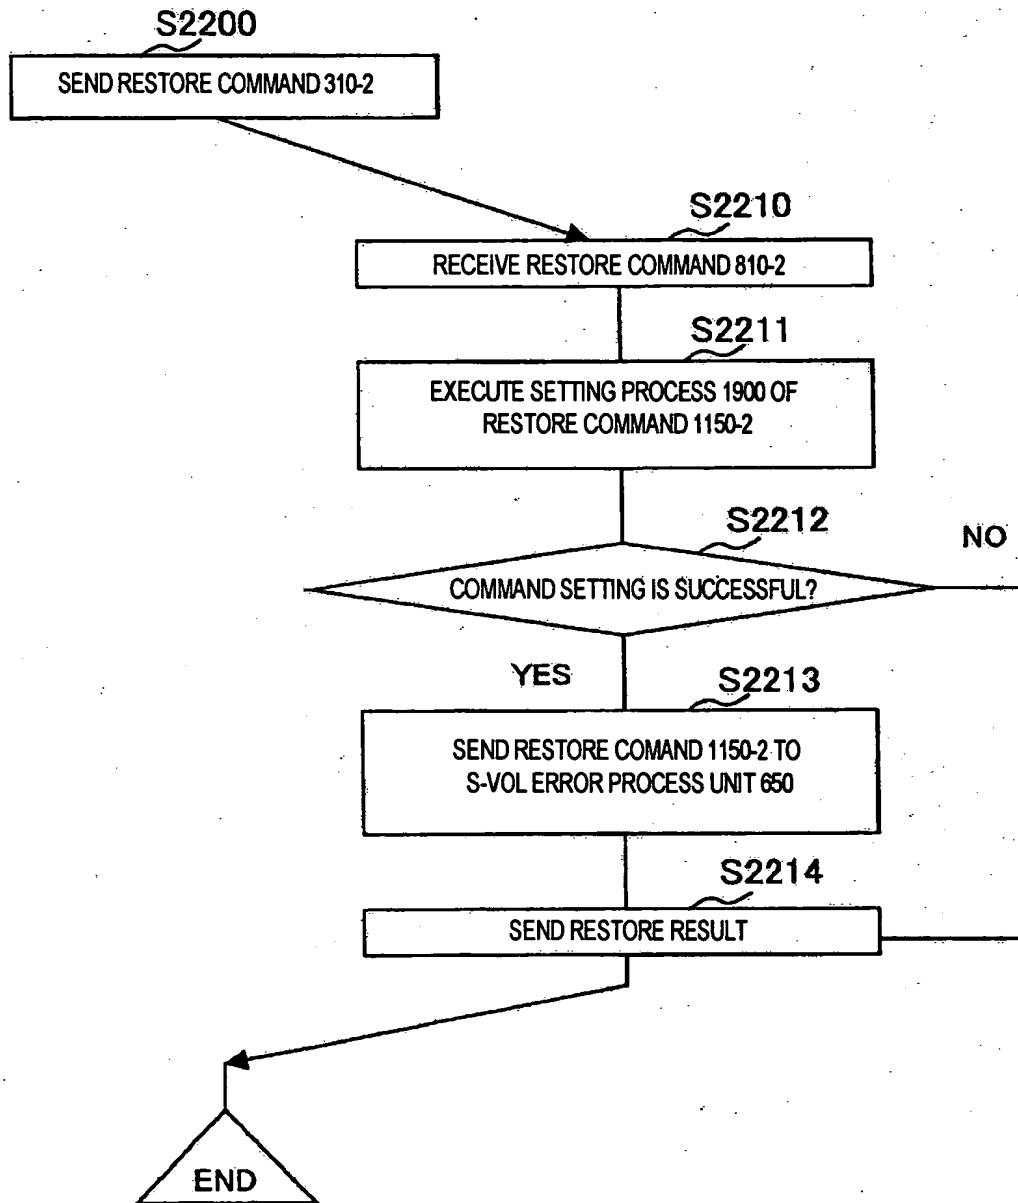 S2200
SEND RESTORE COMMAND 310-2
S2210
RECEIVE RESTORE COMMAND 810-2
S2211
EXECUTE SETTING PROCESS 1900 OF
RESTORE COMMAND 1150-2
S2212
NO
COMMAND SETTING IS SUCCESSFUL?
YES
S2213
SEND RESTORE COMAND 1150-2 TO
S-VOL ERROR PROCESS UNIT 650
S2214
SEND RESTORE RESULT
END